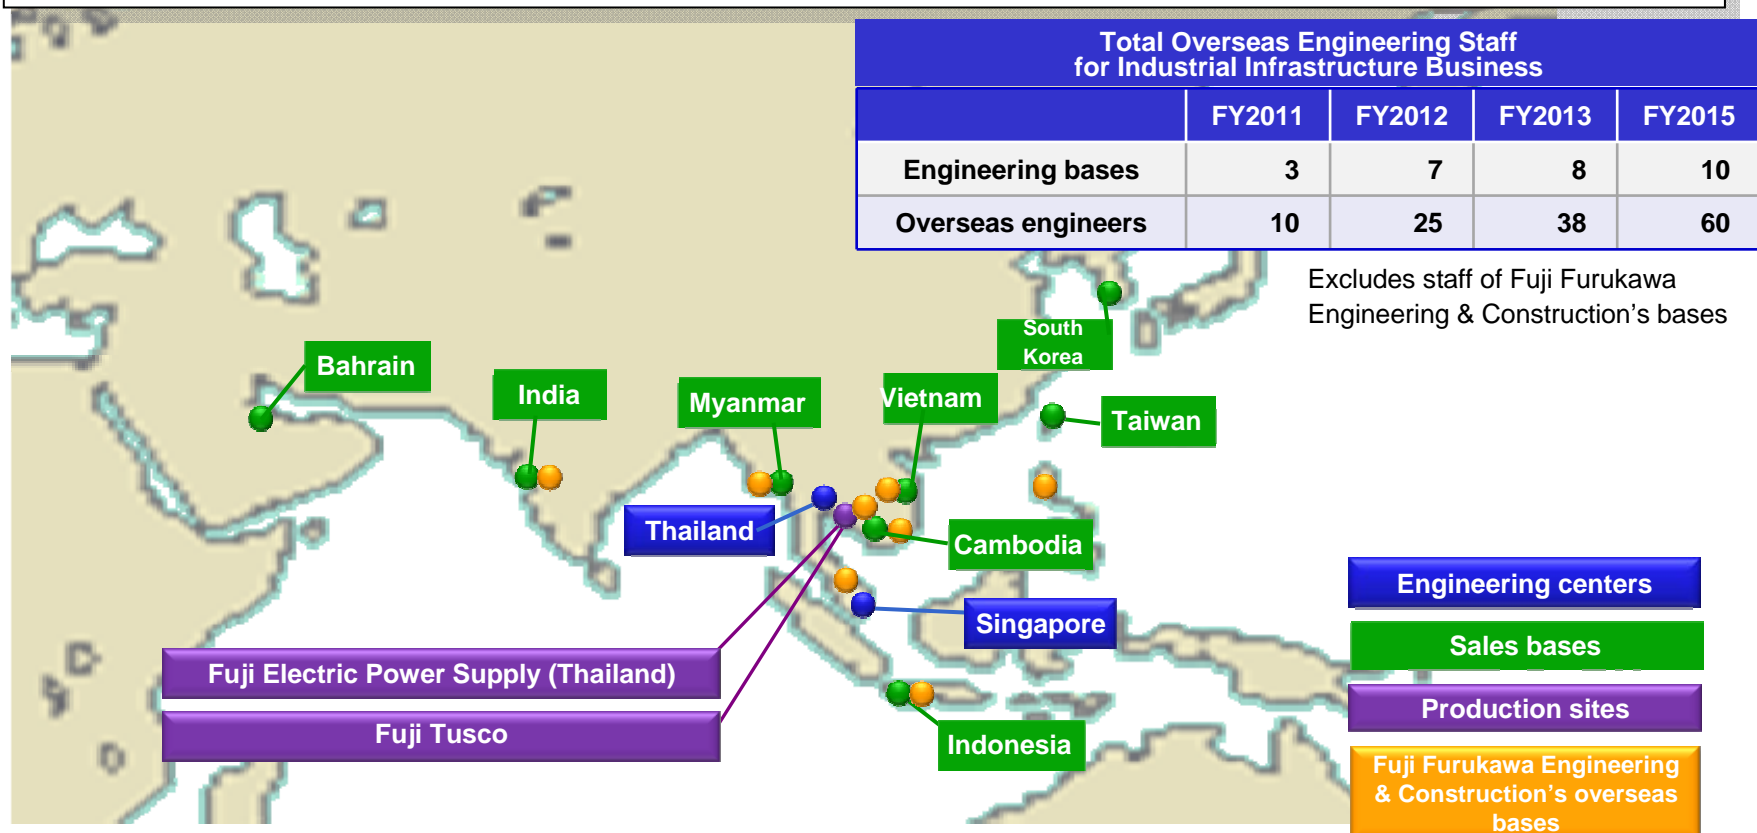 Total Overseas Engineering Staff
for Industrial Infrastructure Business
FY2011 FY2012 FY2013 FY2015
Engineering bases 3 7 8 10
Overseas engineers 10 25 38 60
Excludes staff of Fuji Furukawa
Engineering & Construction's bases
South
Korea
Bahrain
India
Myanmar
Vietnam
Taiwan
Thailand
Cambodia
Singapore
Fuji Electric Power Supply (Thailand)
Fuji Tusco
Indonesia
Engineering centers
Sales bases
Production sites
Fuji Furukawa Engineering
& Construction's overseas
bases